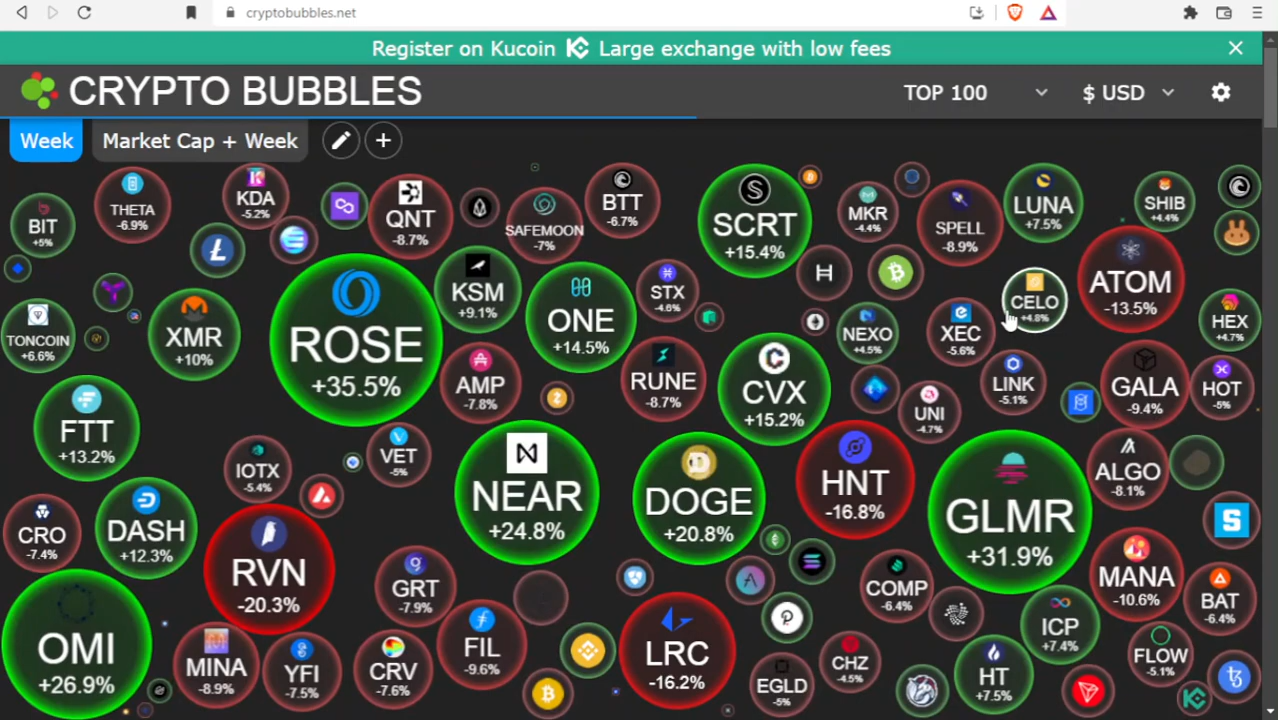 cryptobubbles.net
Register on Kucoin Large exchange with low fees
CRYPTO BUBBLES
TOP 100
$ USD
Week
Market Cap + Week
BIT
+5%
THETA
-6.9%
KDA
-5.2%
QNT
-8.7%
SAFEMOON
-7%
BTT
-6.7%
SCRT
+15.4%
MKR
-4.4%
SPELL
-8.9%
LUNA
+7.5%
SHIB
+4.4%
TONCOIN
+6.6%
XMR
+10%
ROSE
+35.5%
KSM
+9.1%
ONE
+14.5%
STX
-4.6%
NEXO
+4.5%
XEC
-5.6%
CELO
+4.8%
ATOM
-13.5%
HEX
+4.7%
FTT
+13.2%
AMP
-7.8%
RUNE
-8.7%
CVX
+15.2%
UNI
-4.7%
LINK
-5.1%
GALA
-9.4%
HOT
-5%
IOTX
-5.4%
VET
-5%
NEAR
+24.8%
DOGE
+20.8%
HNT
-16.8%
GLMR
+31.9%
ALGO
-8.1%
CRO
-7.4%
DASH
+12.3%
RVN
-20.3%
GRT
-7.9%
COMP
-6.4%
MANA
-10.6%
BAT
-6.4%
OMI
+26.9%
MINA
-8.9%
YFI
-7.5%
CRV
-7.6%
FIL
-9.6%
LRC
-16.2%
EGLD
-5%
CHZ
-4.5%
HT
+7.5%
ICP
+7.4%
FLOW
-5.1%